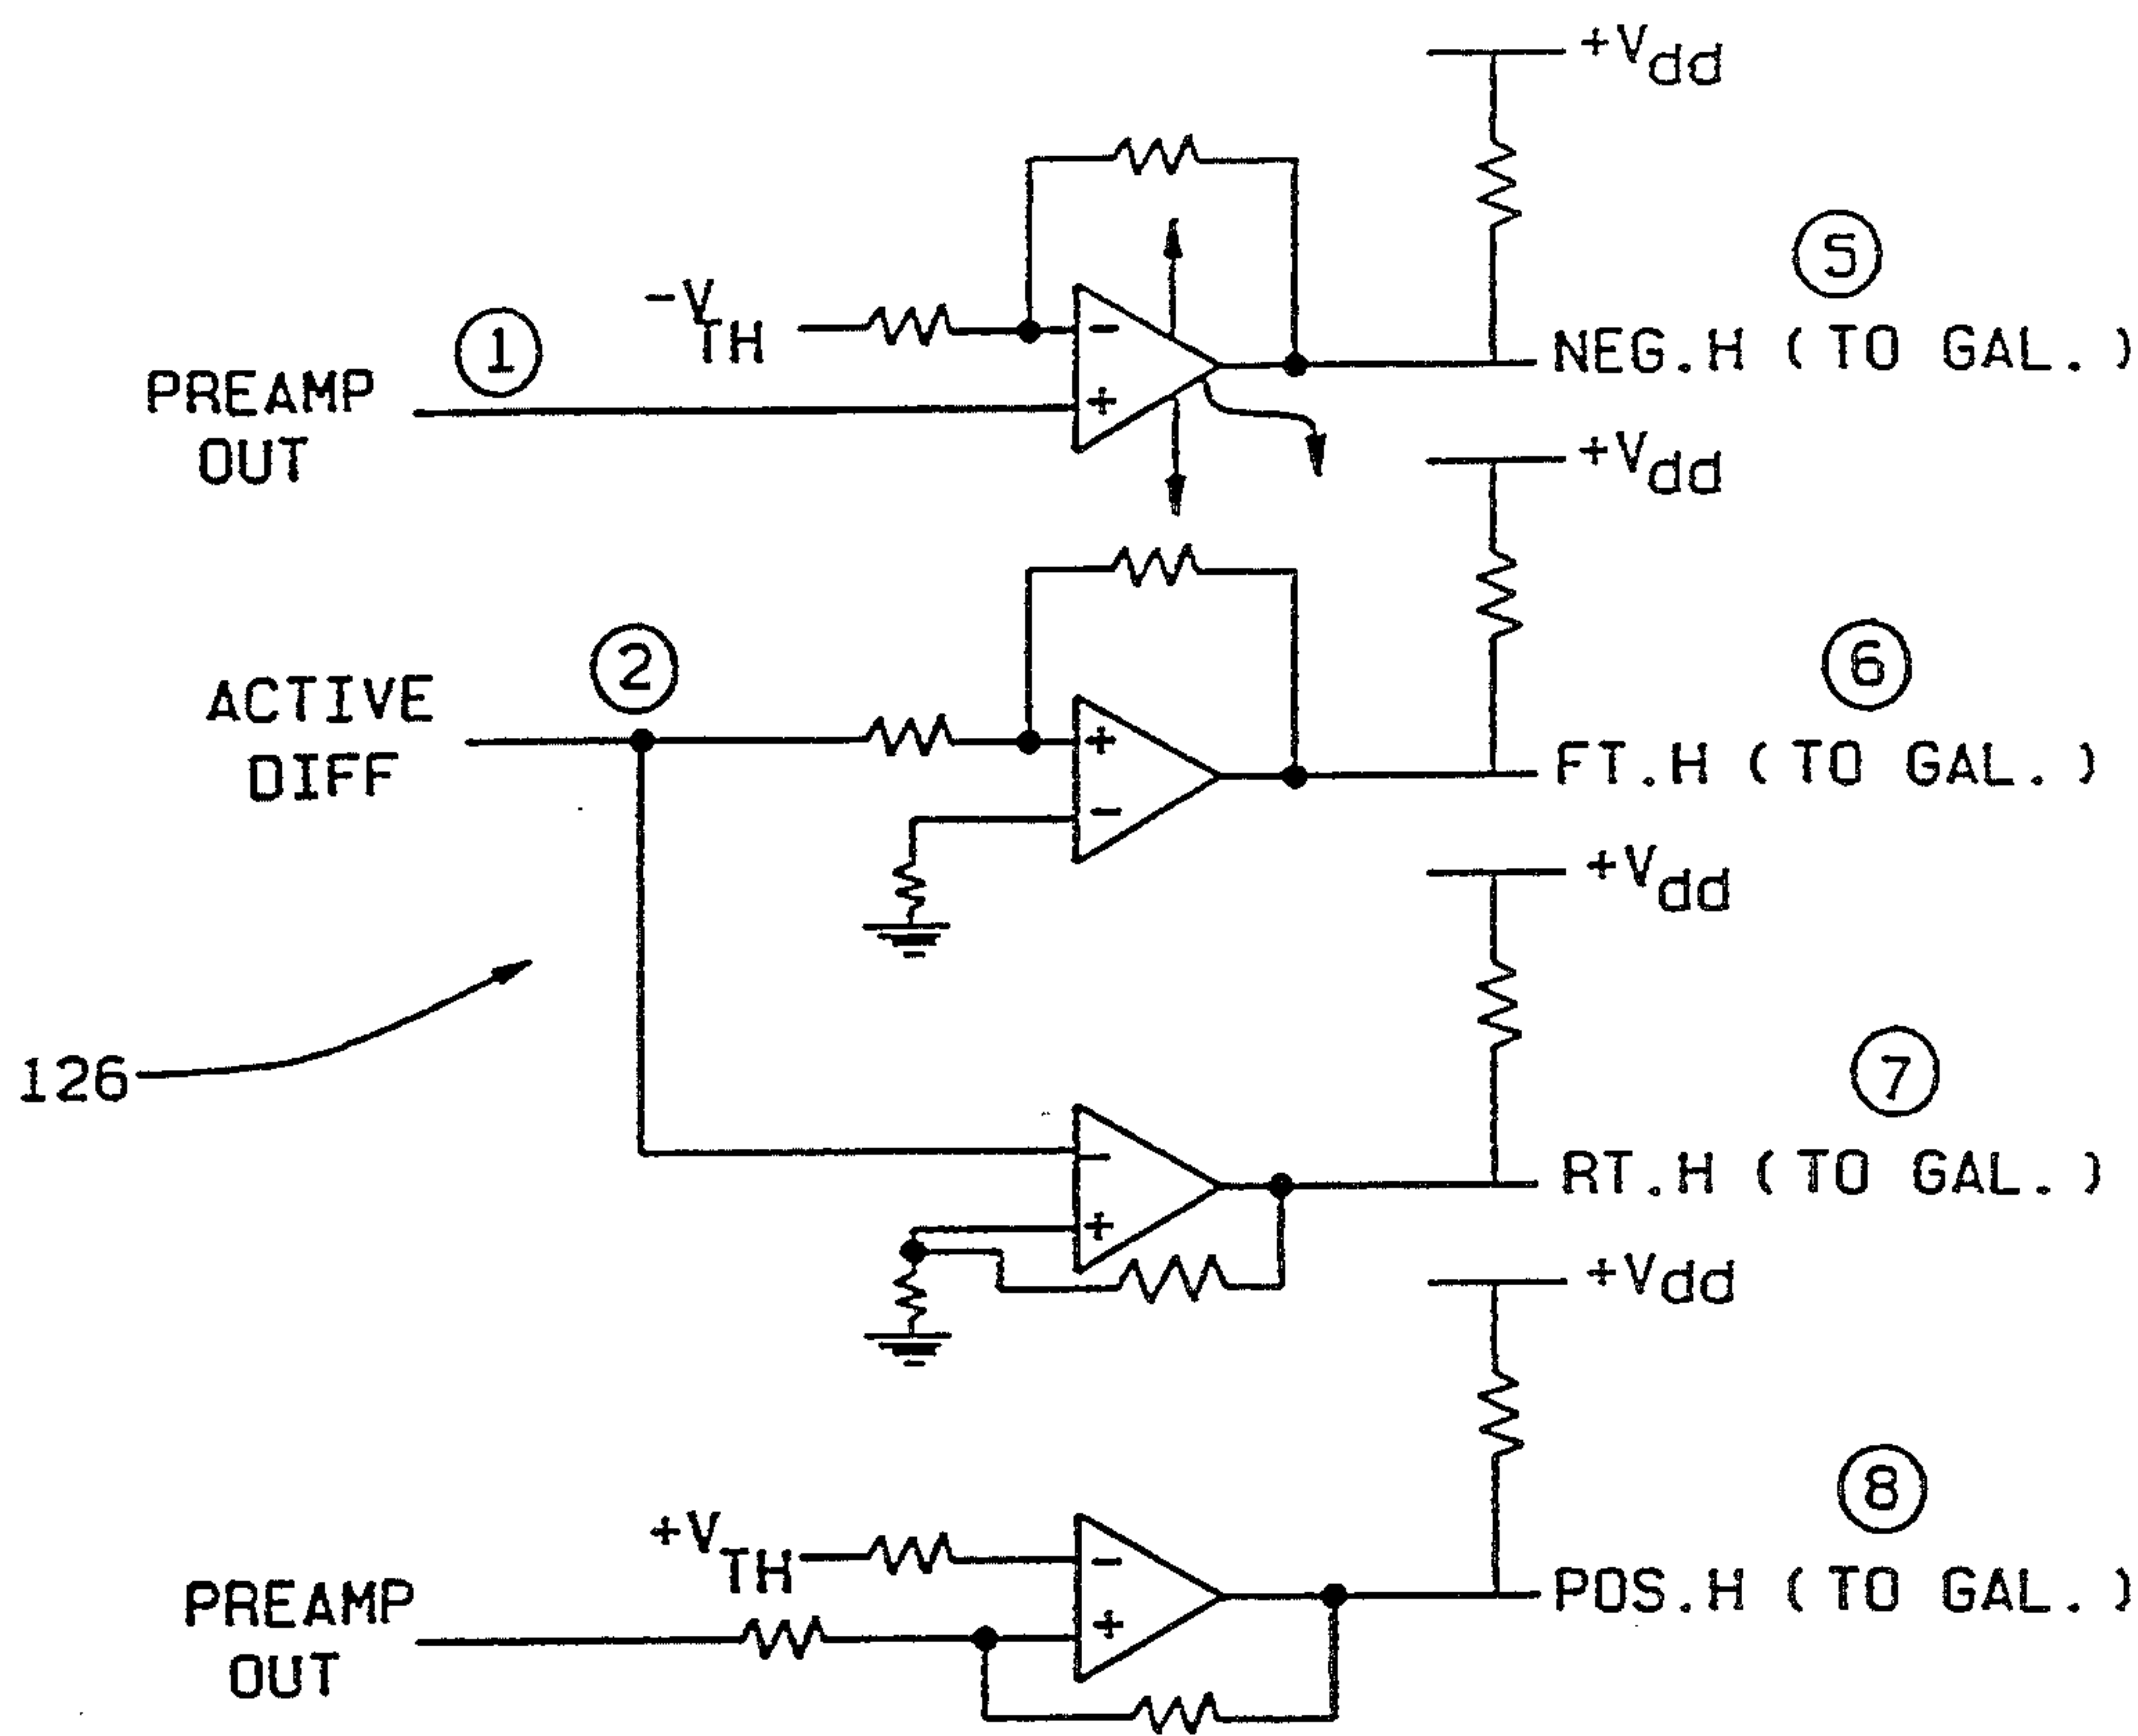 +Vdd
5
-VTH
1
NEG.H (TO GAL.)
PREAMP
OUT
-
+
+Vdd
6
2
ACTIVE
DIFF
FT.H (TO GAL.)
+
-
+Vdd
7
126
RT.H (TO GAL.)
-
+
+Vdd
8
+VTH
POS.H (TO GAL.)
PREAMP
OUT
-
+